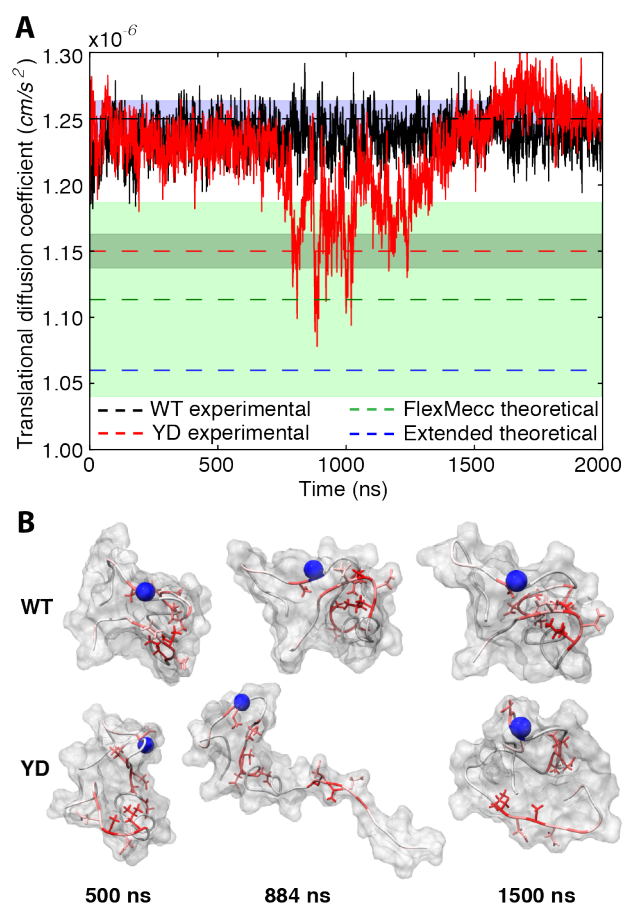 A
x10^-6
Translational diffusion coefficient (cm/s^2)
1.30
1.25
1.20
1.15
1.10
1.05
1.00
WT experimental
FlexMecc theoretical
YD experimental
Extended theoretical
0
500
1000
1500
2000
Time (ns)
B
WT
YD
500 ns
884 ns
1500 ns